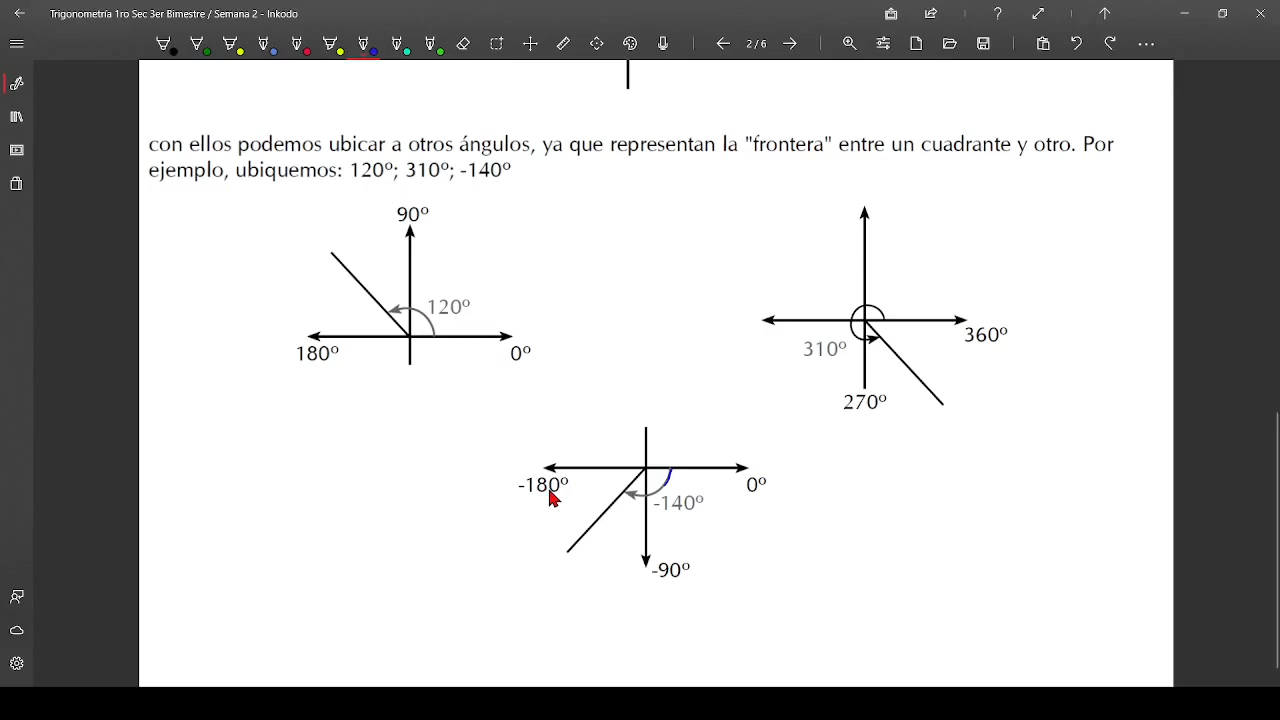 Trigonometría 1ro Sec 3er Bimestre / Semana 2 - Inkodo
2/6
con ellos podemos ubicar a otros ángulos, ya que representan la "frontera" entre un cuadrante y otro. Por
ejemplo, ubiquemos: 120º; 310º; -140º
90º
120º
180º
0º
360º
310º
270º
-180º
0º
-140º
-90º